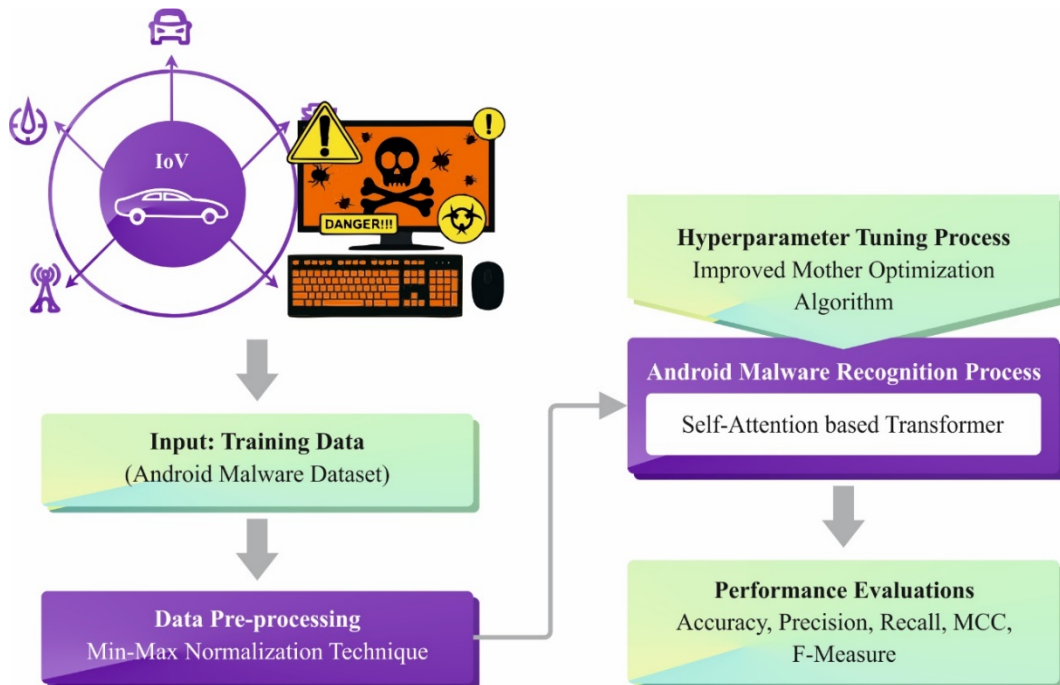 IoV
!
!
DANGER!!!
Input: Training Data
(Android Malware Dataset)
Data Pre-processing
Min-Max Normalization Technique
Hyperparameter Tuning Process
Improved Mother Optimization
Algorithm
Android Malware Recognition Process
Self-Attention based Transformer
Performance Evaluations
Accuracy, Precision, Recall, MCC,
F-Measure